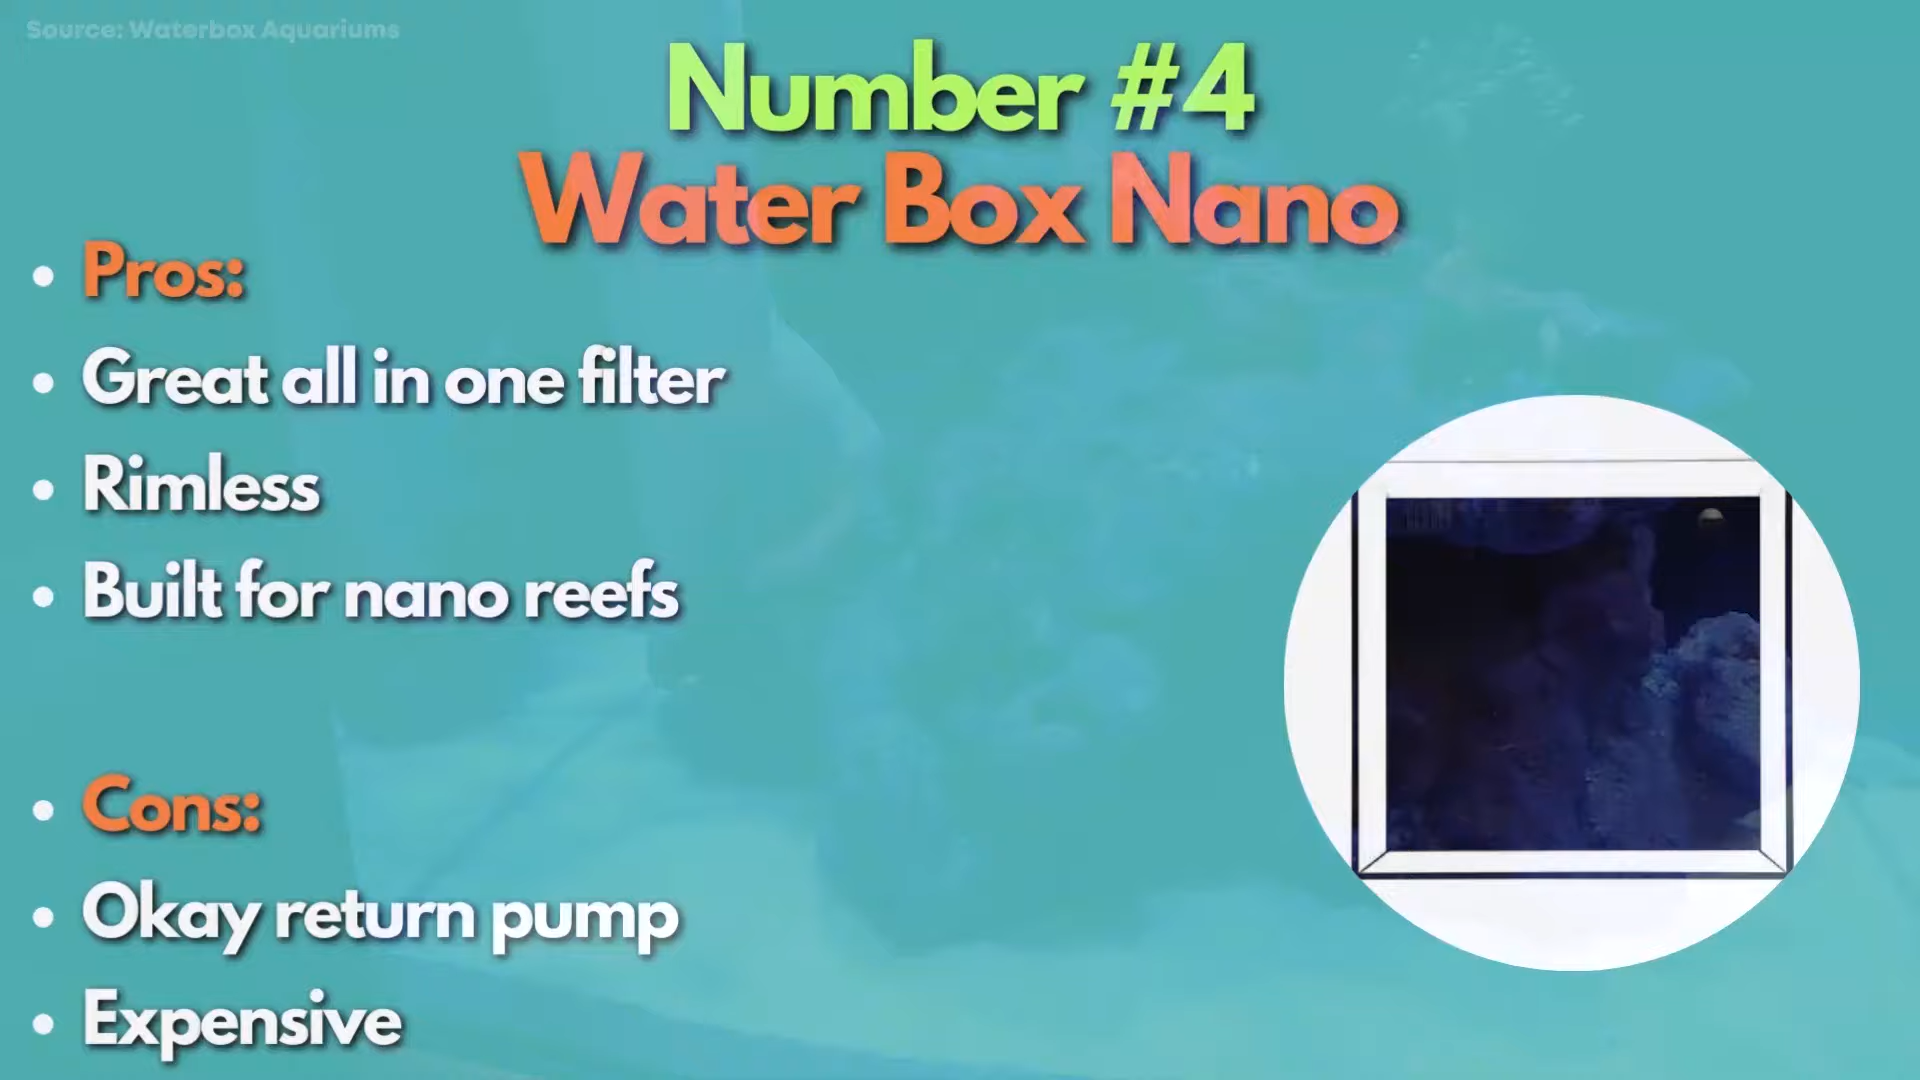 Source: Waterbox Aquariums
Number #4
Water Box Nano
• Pros:
• Great all in one filter
• Rimless
• Built for nano reefs
• Cons:
• Okay return pump
• Expensive